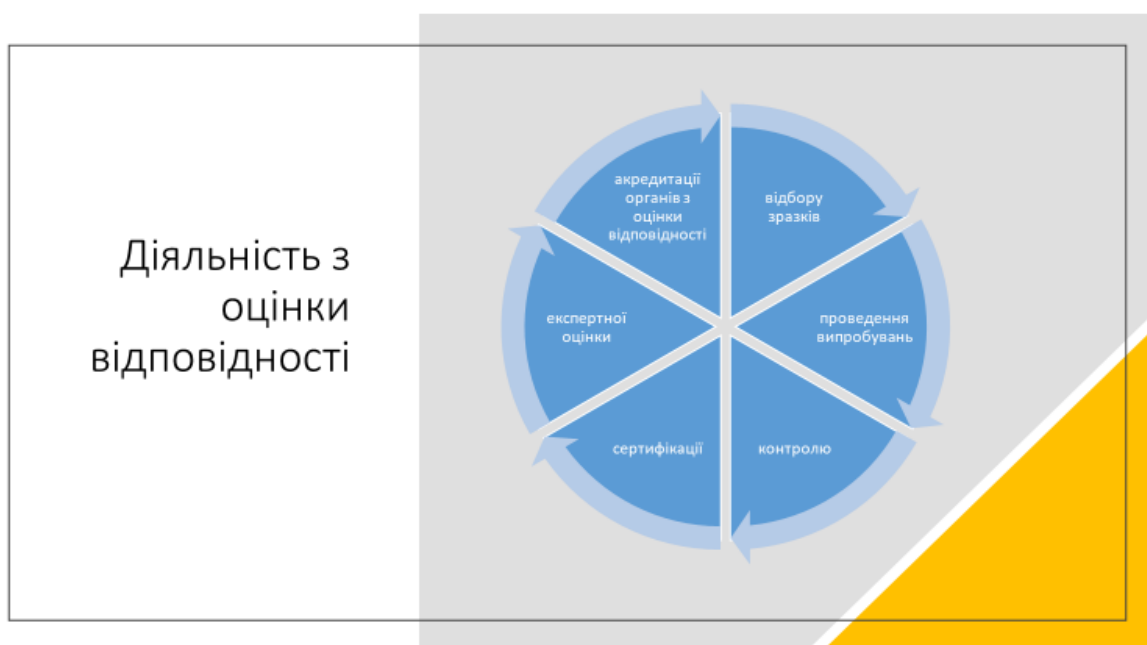 Діяльність з
оцінки
відповідності
акредитації
органів з
оцінки
відповідності
відбору
зразків
експертної
оцінки
проведення
випробувань
сертифікації
контролю